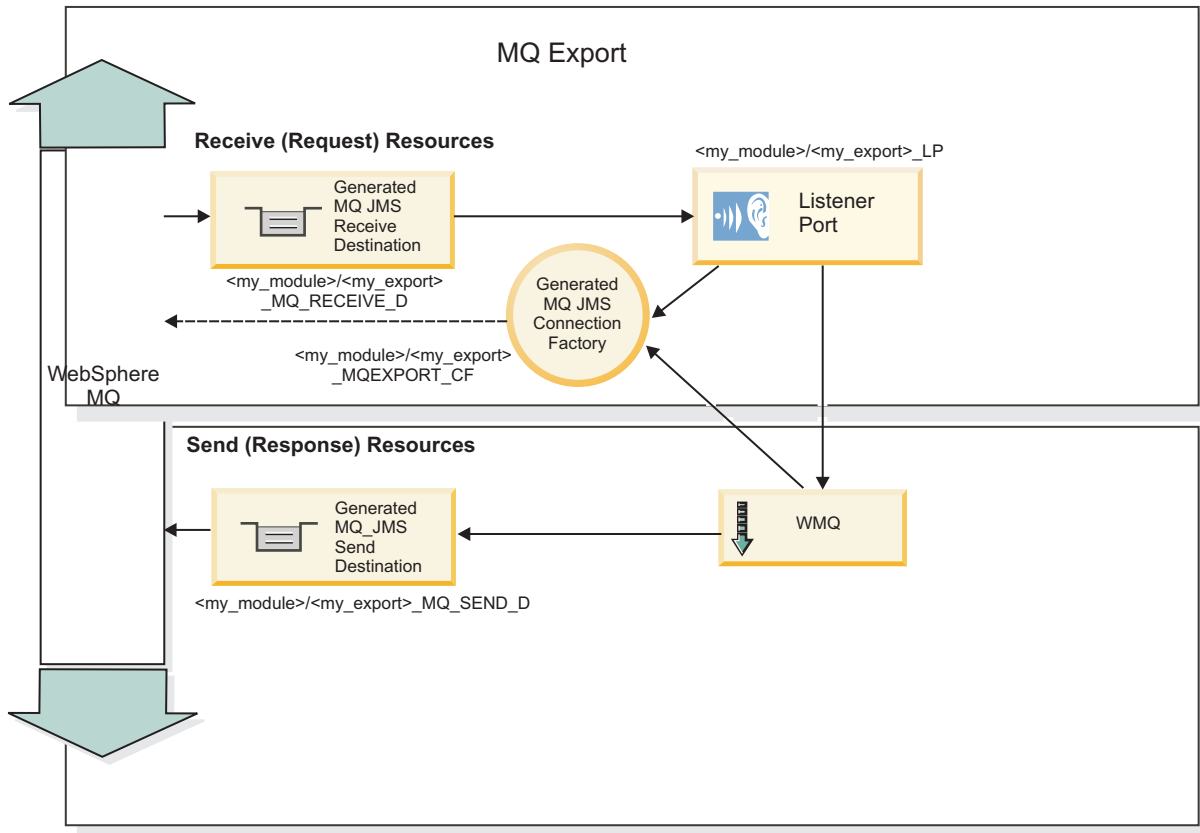 MQ Export
Receive (Request) Resources
<my_module>/<my_export>_LP
Generated
MQ JMS
Receive
Destination
Listener
Port
<my_module>/<my_export>
_MQ_RECEIVE_D
Generated
MQ JMS
Connection
Factory
<my_module>/<my_export>
_MQEXPORT_CF
WebSphere
MQ
Send (Response) Resources
Generated
MQ_JMS
Send
Destination
WMQ
<my_module>/<my_export>_MQ_SEND_D